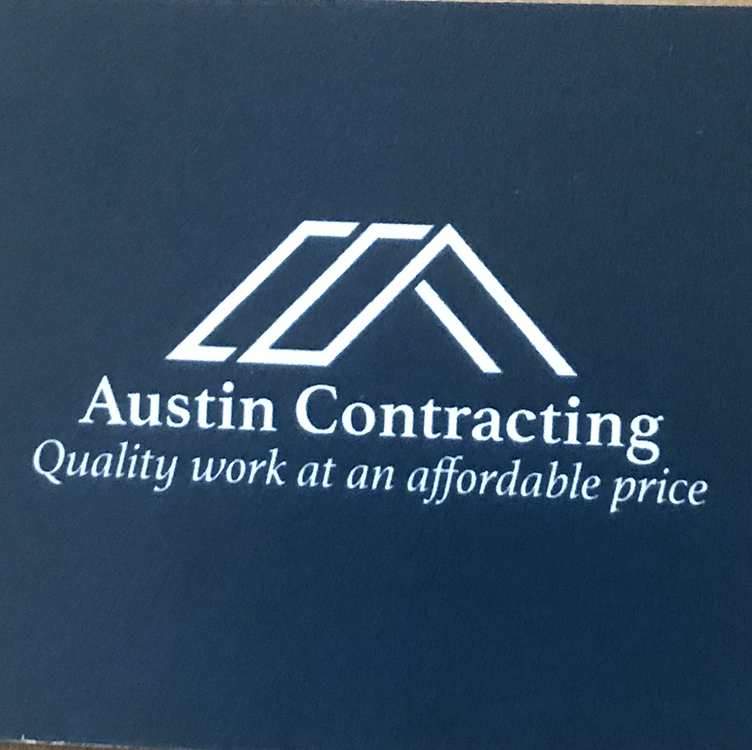 Austin Contracting
Quality work at an affordable price